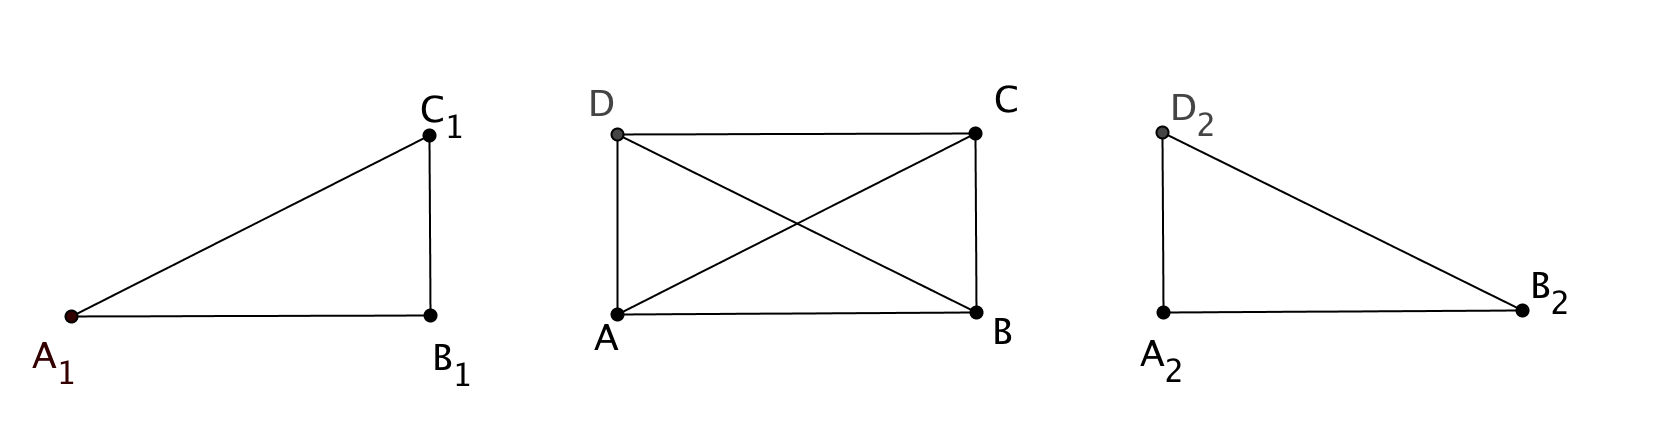 C₁
D
C
D₂
A₁
B₁
A
B
A₂
B₂